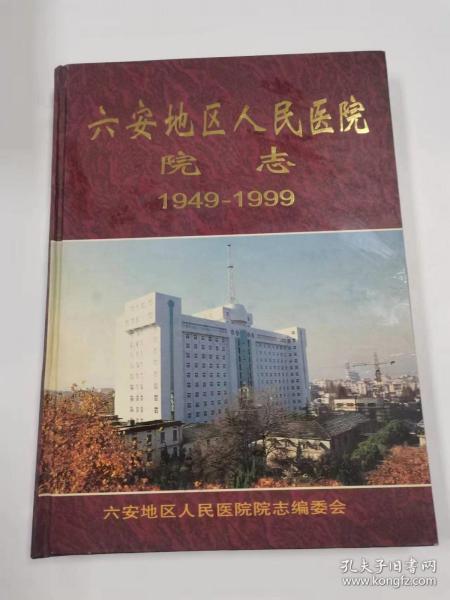 六安地区人民医院
院 志
1949-1999
六安地区人民医院院志编委会
孔夫子旧书网
www.kongfz.com